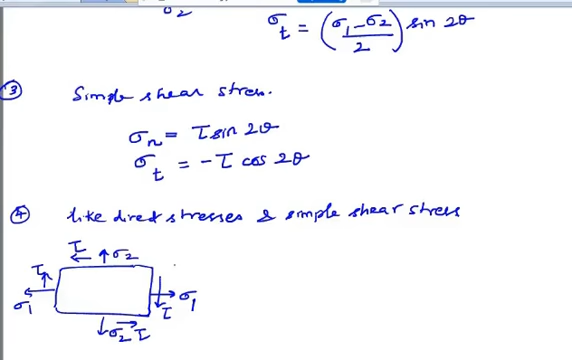 σ2
σt = (σ1 - σ2 / 2) sin 2θ
③ Simple shear stress.
σn = τ sin 2θ
σt = - τ cos 2θ
④ like direct stresses & simple shear stress
τ σ2
τ
σ1 σ1
τ
σ2 τ